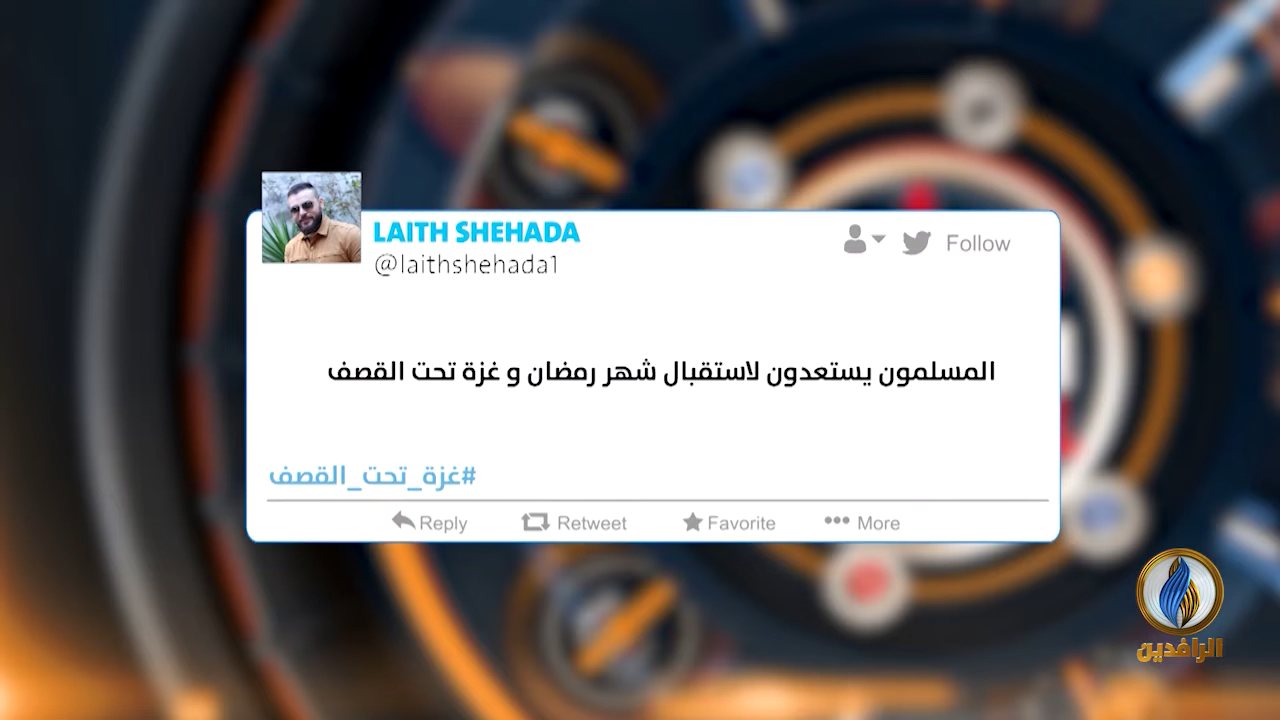 LAITH SHEHADA
@laithshehada1
Follow
المسلمون يستعدون لاستقبال شهر رمضان و غزة تحت القصف
#غزة_تحت_القصف
Reply Retweet Favorite More
الرافدين